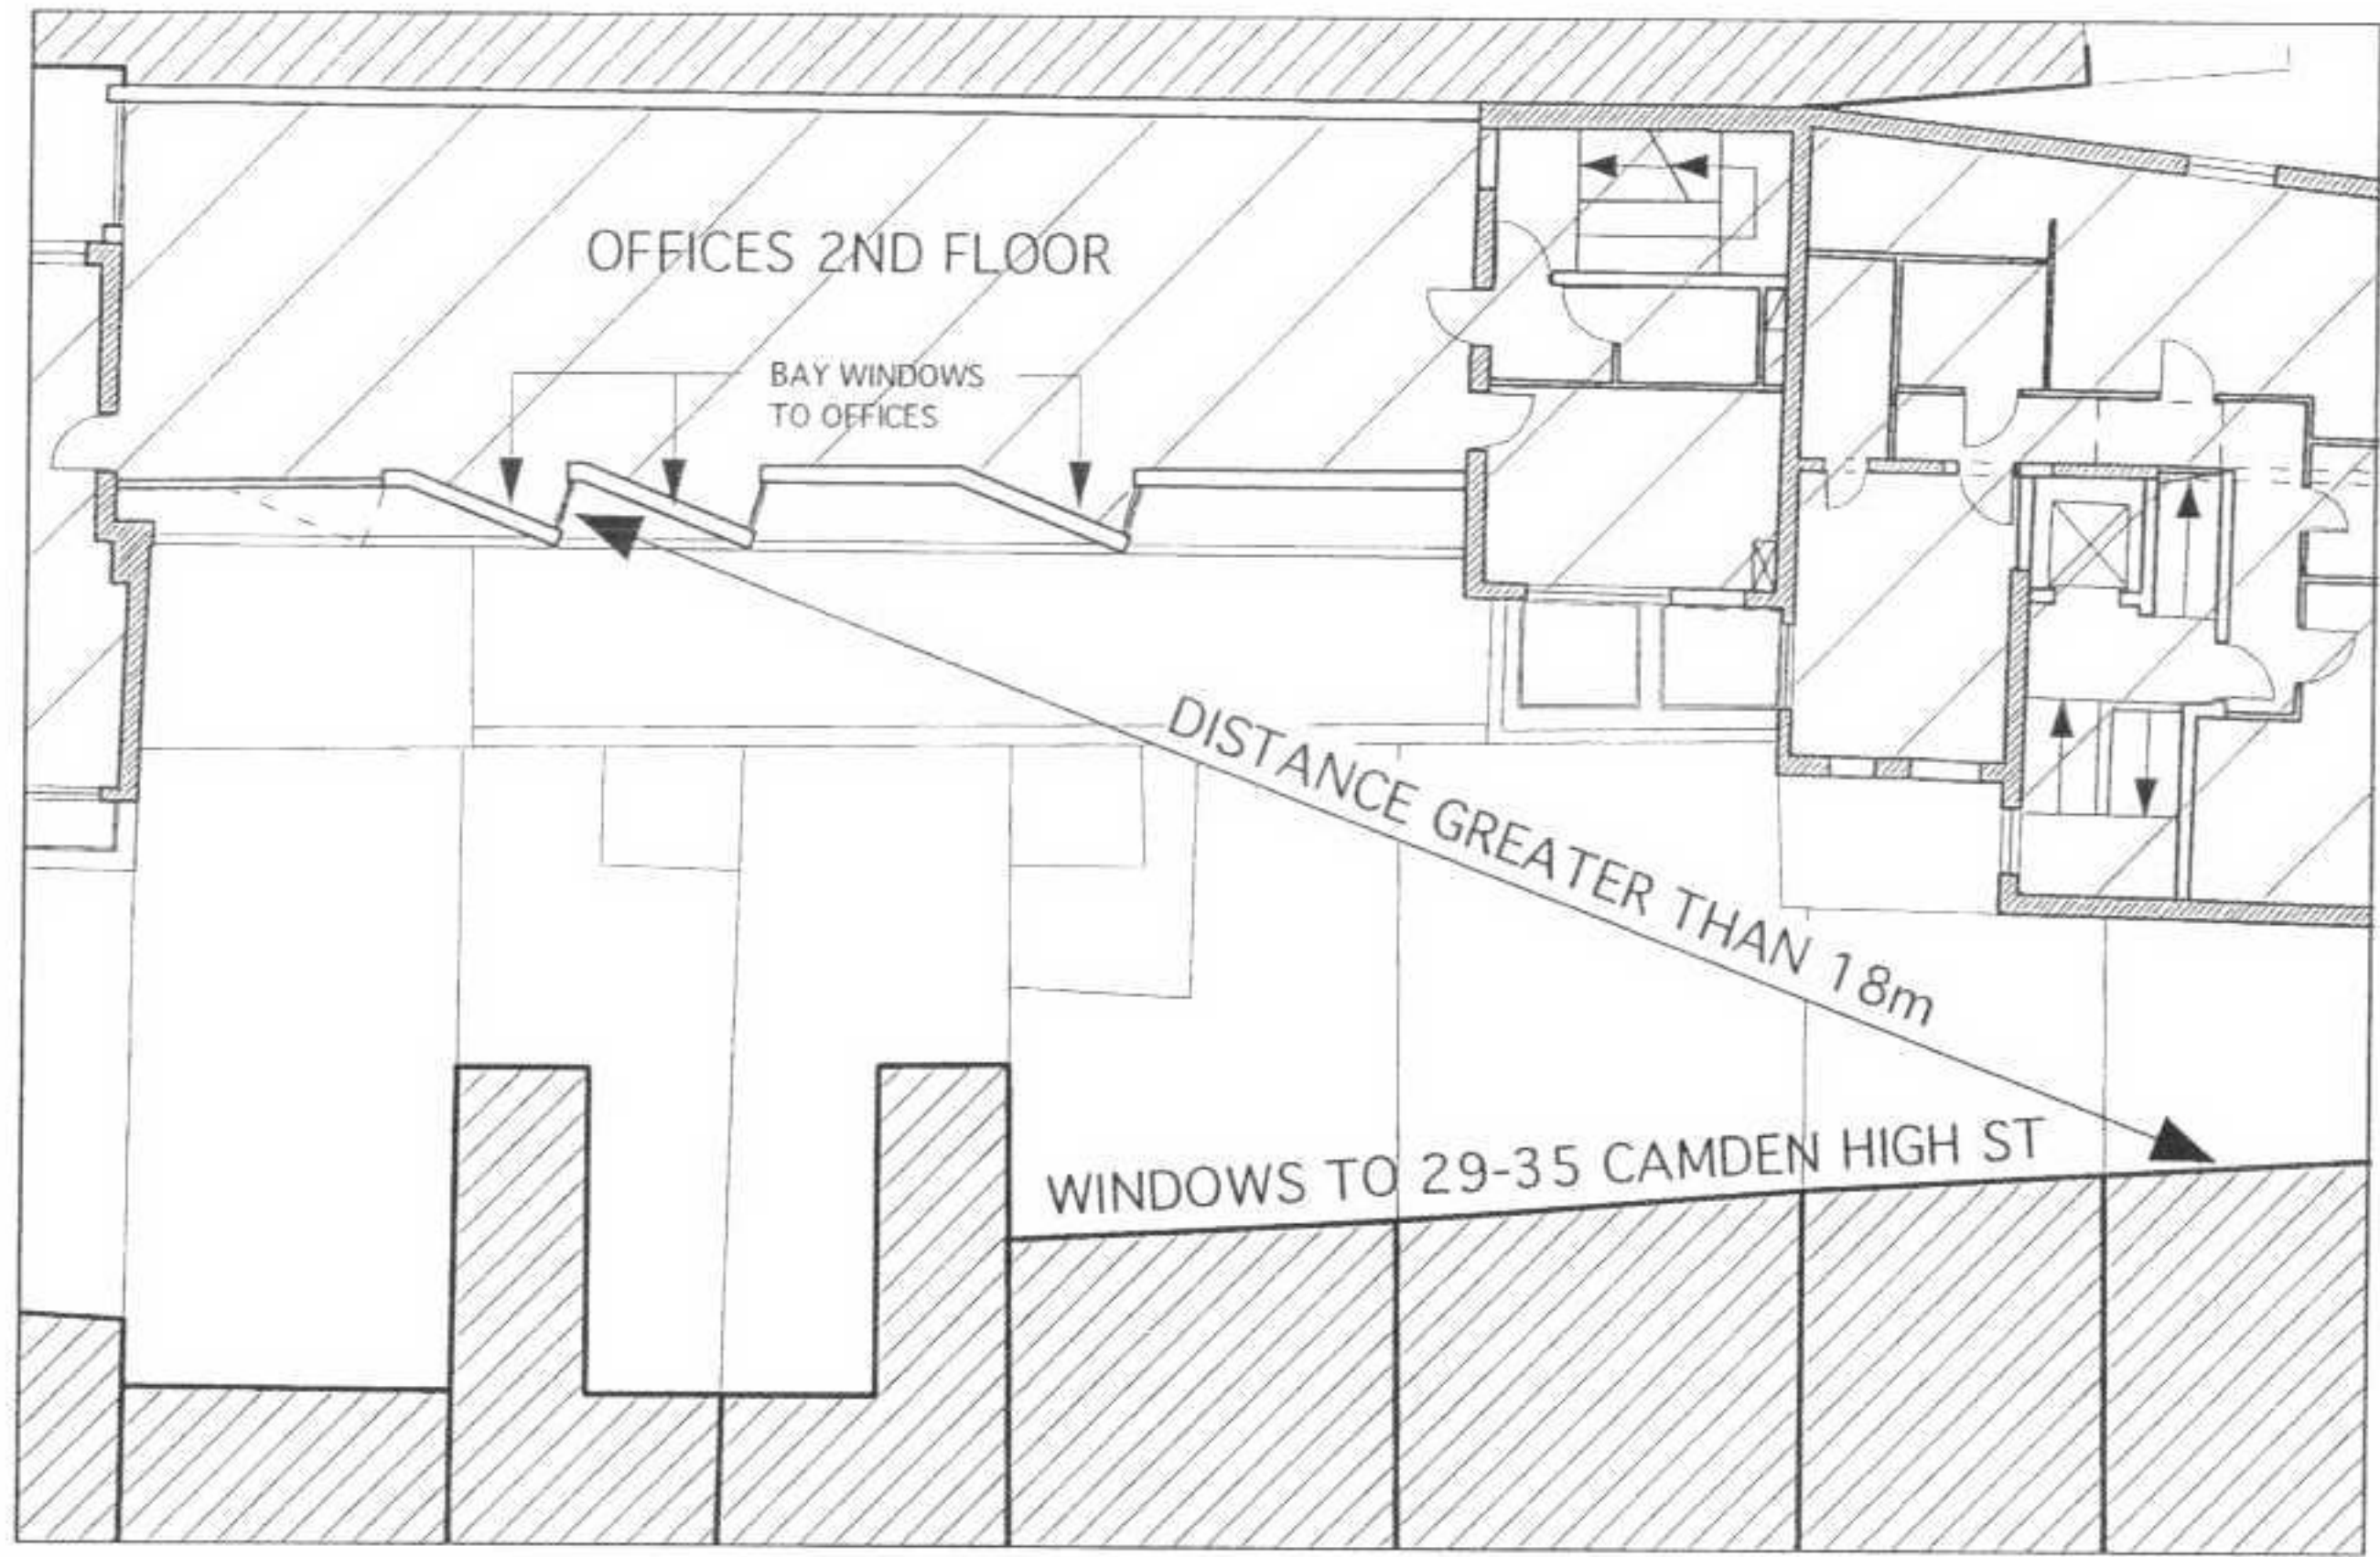 OFFICES 2ND FLOOR
BAY WINDOWS
TO OFFICES
DISTANCE GREATER THAN 18m
WINDOWS TO 29-35 CAMDEN HIGH ST